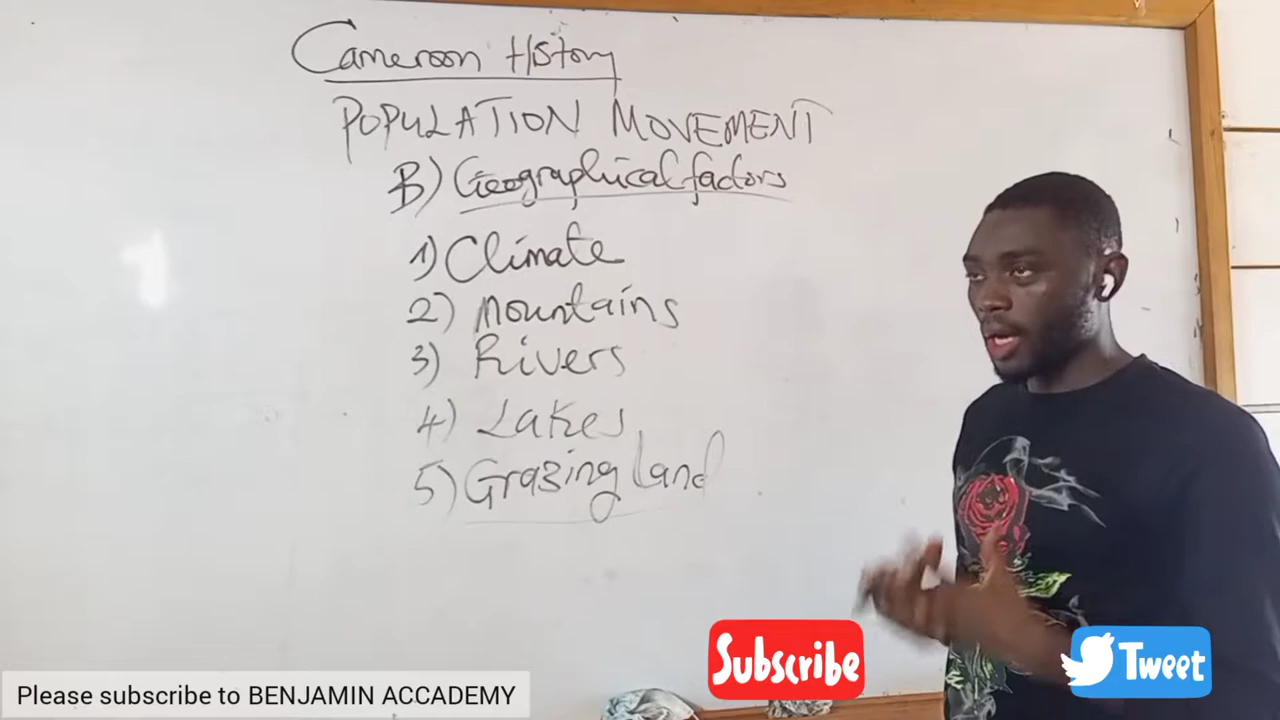 Cameroon History
POPULATION MOVEMENT
B) Geographical factors
1) Climate
2) Mountains
3) Rivers
4) Lakes
5) Grazing land
Subscribe
Tweet
Please subscribe to BENJAMIN ACCADEMY